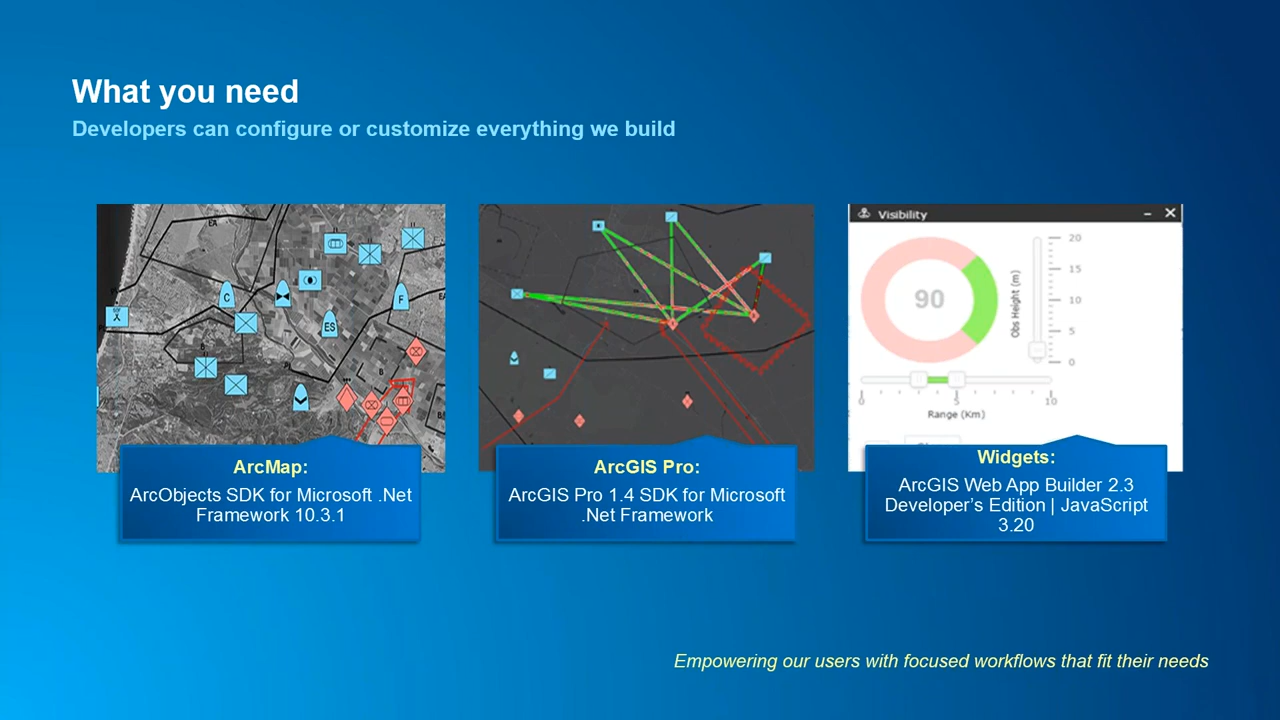 What you need
Developers can configure or customize everything we build
EA
C
F
EA
ES
B
B
Visibility
90
Obs Height (m)
20
15
10
5
0
0
5
10
Range (Km)
ArcMap:
ArcObjects SDK for Microsoft .Net
Framework 10.3.1
ArcGIS Pro:
ArcGIS Pro 1.4 SDK for Microsoft
.Net Framework
Widgets:
ArcGIS Web App Builder 2.3
Developer’s Edition | JavaScript
3.20
Empowering our users with focused workflows that fit their needs